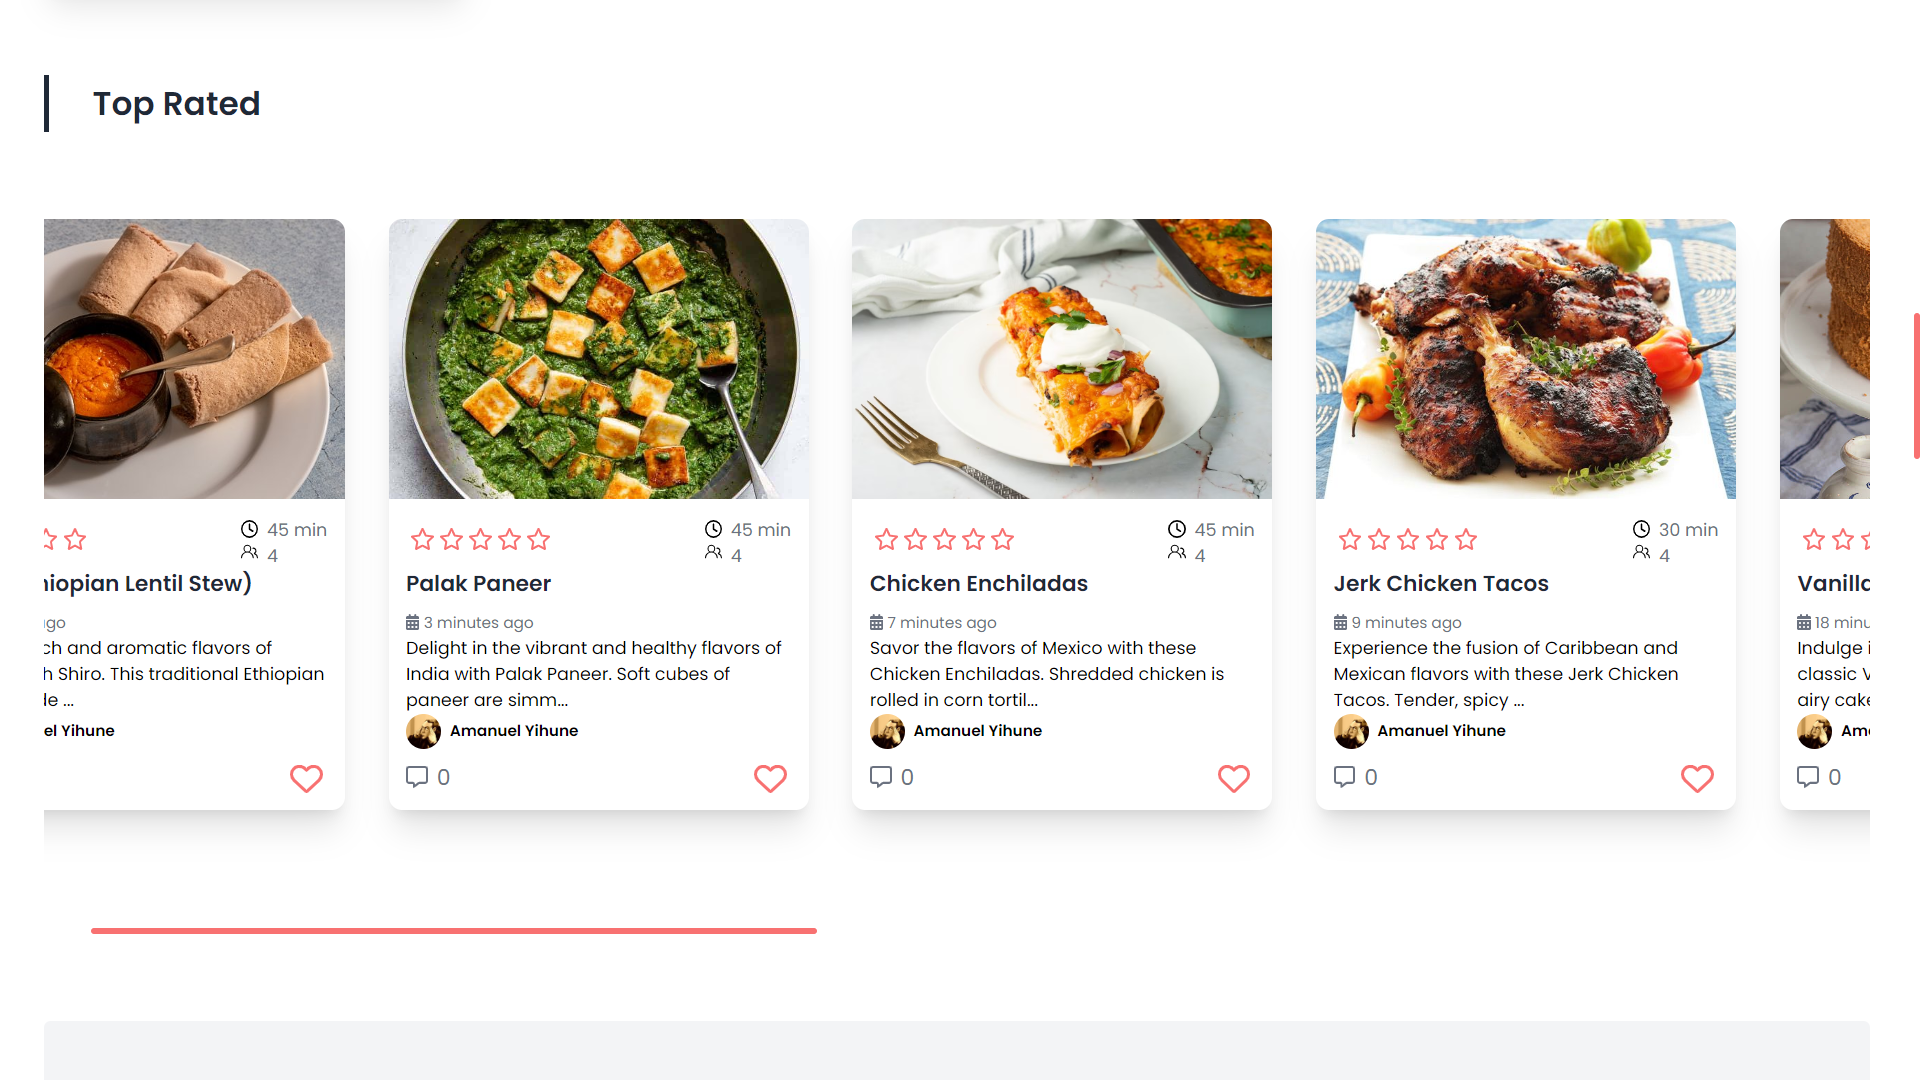 Top Rated
45 min
4
hiopian Lentil Stew)
ago
ch and aromatic flavors of
h Shiro. This traditional Ethiopian
de ...
el Yihune
45 min
4
Palak Paneer
3 minutes ago
Delight in the vibrant and healthy flavors of
India with Palak Paneer. Soft cubes of
paneer are simm...
Amanuel Yihune
0
45 min
4
Chicken Enchiladas
7 minutes ago
Savor the flavors of Mexico with these
Chicken Enchiladas. Shredded chicken is
rolled in corn tortil...
Amanuel Yihune
0
30 min
4
Jerk Chicken Tacos
9 minutes ago
Experience the fusion of Caribbean and
Mexican flavors with these Jerk Chicken
Tacos. Tender, spicy ...
Amanuel Yihune
0
Vanilla
18 minu
Indulge i
classic V
airy cake
Am
0